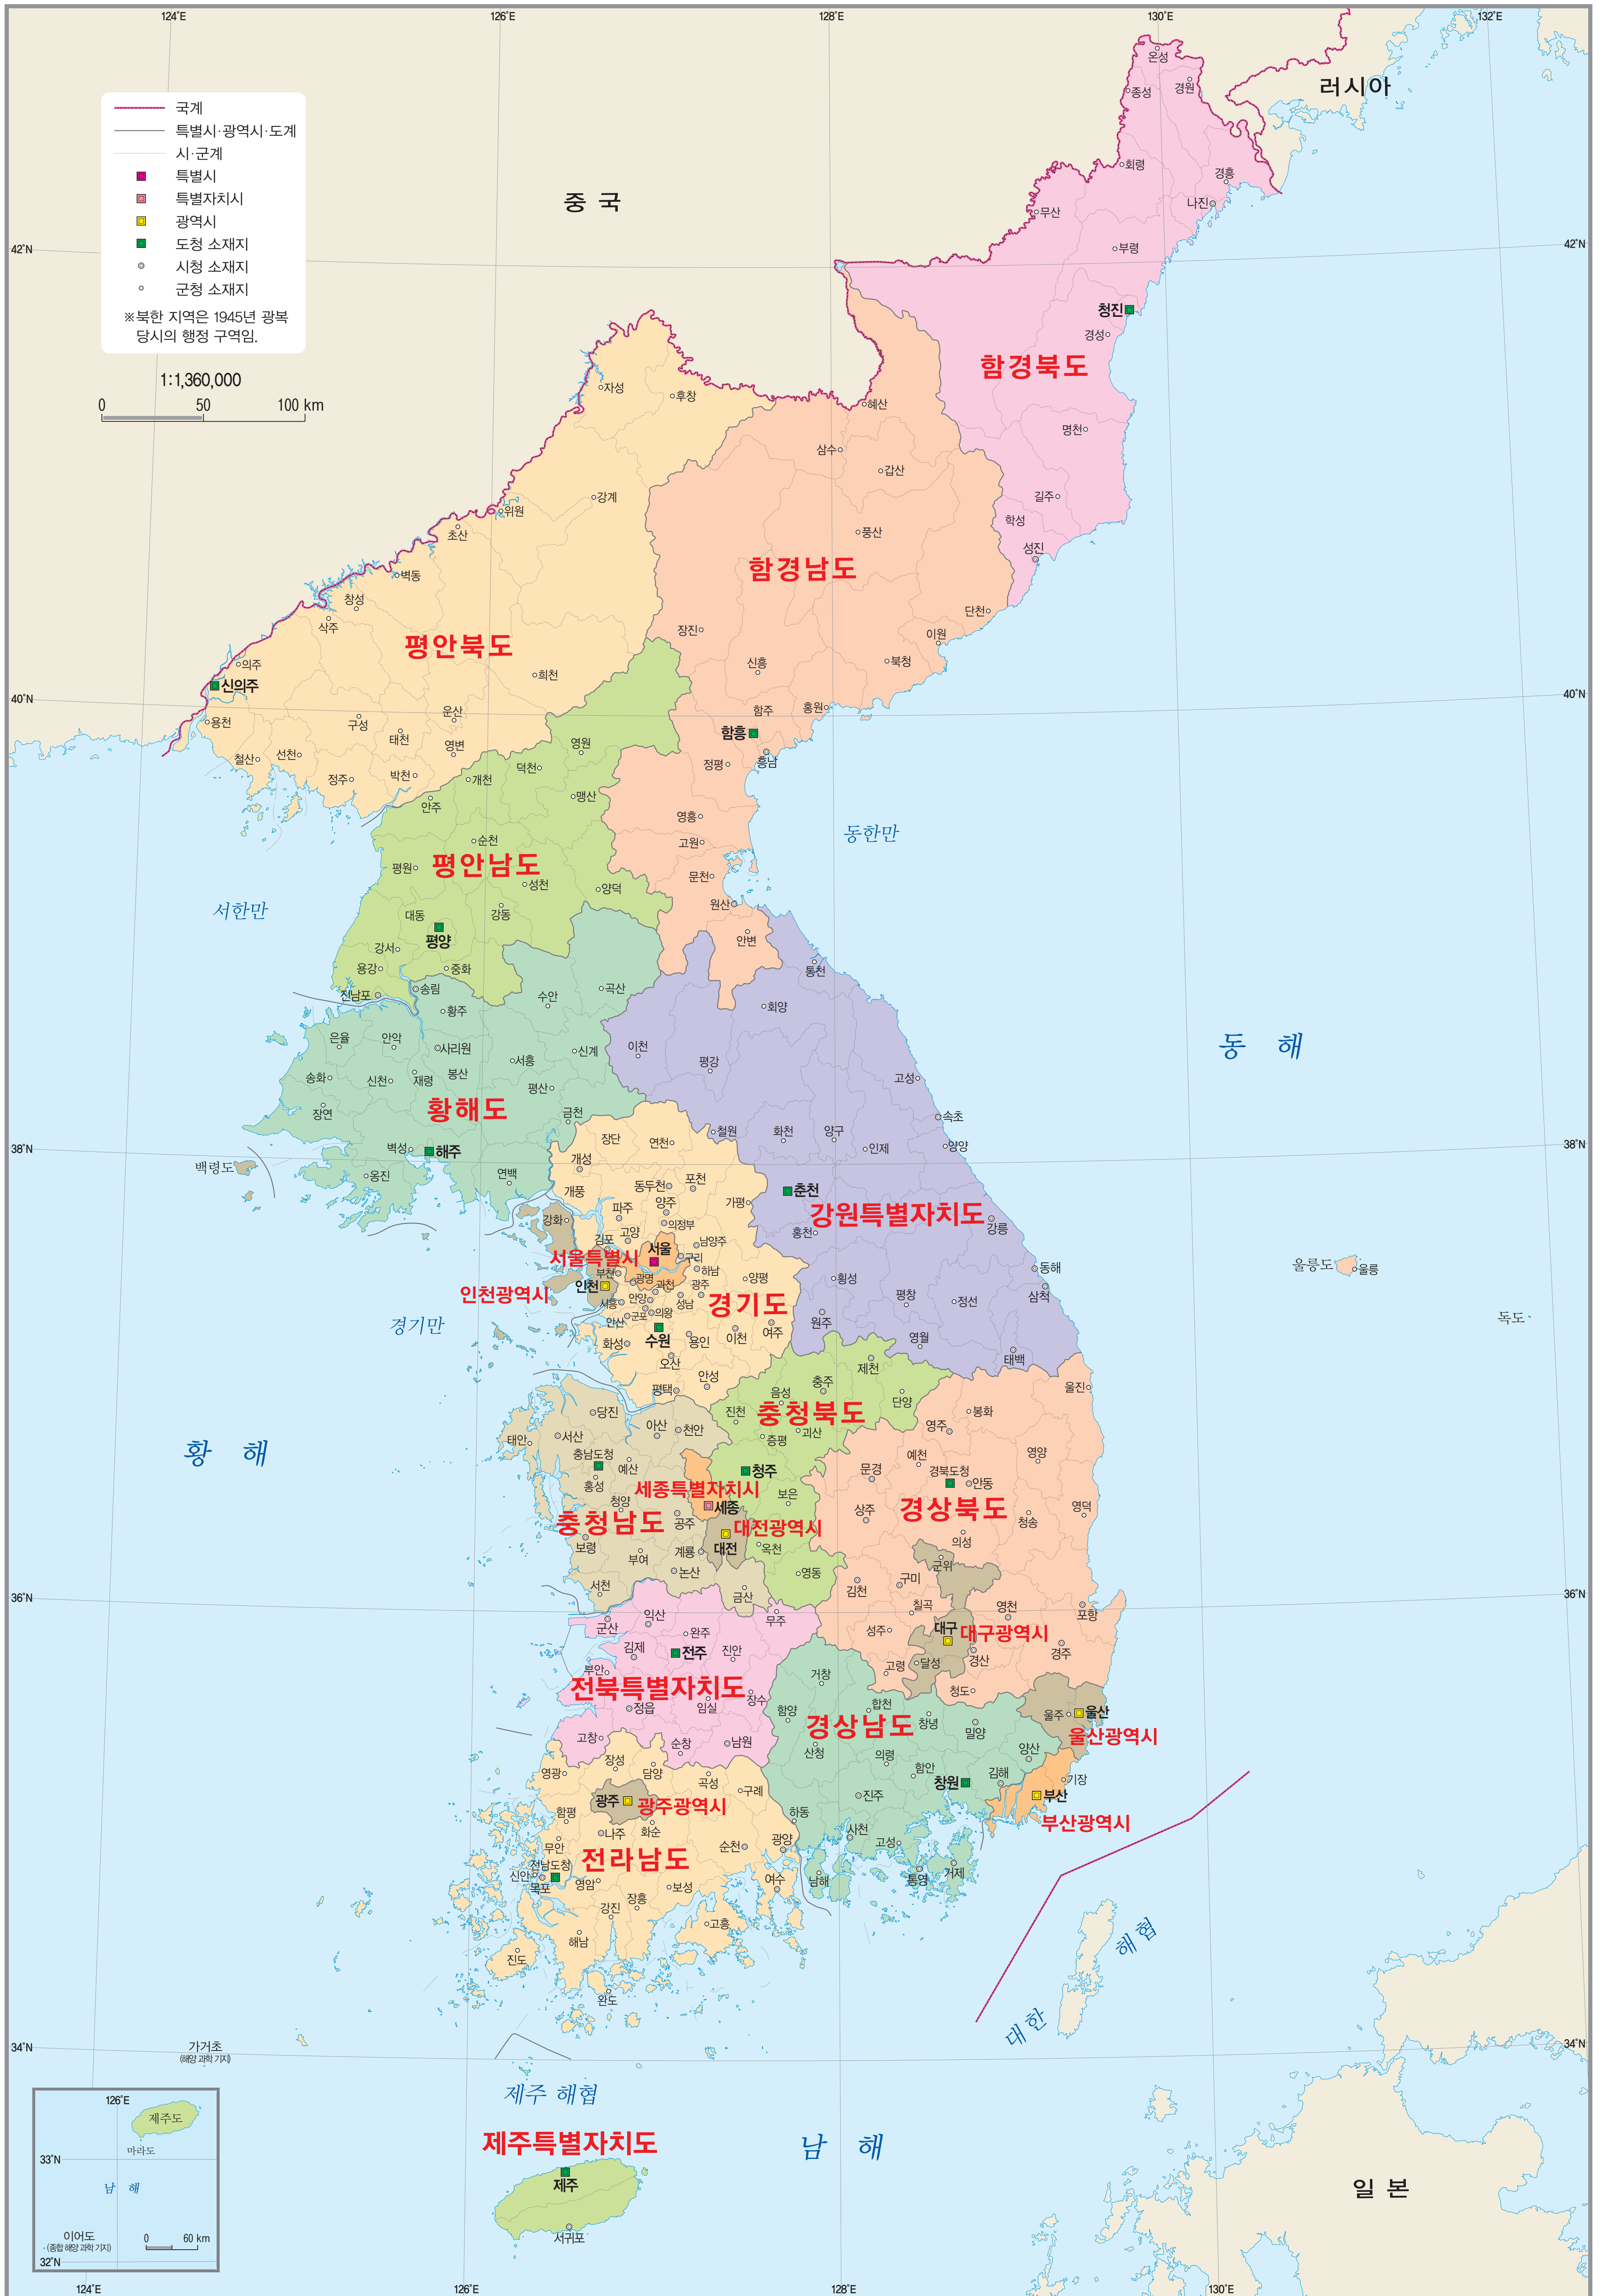 124°E
126°E
128°E
130°E
132°E
국계
특별시·광역시·도계
시·군계
특별시
특별자치시
광역시
도청 소재지
시청 소재지
군청 소재지
※북한 지역은 1945년 광복
당시의 행정 구역임.
1:1,360,000
0 50 100 km
중 국
러시아
42°N
42°N
온성
종성
경원
회령
경흥
나진
무산
부령
청진
경성
함경북도
명천
길주
학성
성진
혜산
삼수
갑산
풍산
함경남도
단천
이원
장진
신흥
북청
함주
홍원
함흥
흥남
정평
영흥
고원
문천
원산
안변
자성
후창
강계
위원
초산
벽동
창성
삭주
평안북도
의주
신의주
희천
40°N
40°N
용천
구성
운산
태천
영변
철산
선천
정주
박천
영원
덕천
개천
맹산
안주
순천
평안남도
평원
성천
양덕
대동
강동
평양
강서
용강
중화
진남포
동한만
서한만
송림
황주
수안
곡산
은율
안악
사리원
서흥
신계
송화
신천
재령
봉산
평산
장연
황해도
금천
벽성
해주
옹진
연백
백령도
통천
회양
이천
평강
고성
속초
철원
화천
양구
인제
양양
동 해
38°N
38°N
춘천
강원특별자치도
홍천
강릉
횡성
동해
평창
정선
삼척
원주
영월
태백
울릉도
울릉
독도
장단
연천
개성
동두천
포천
개풍
파주
양주
가평
강화
의정부
김포
고양
남양주
서울특별시
서울
구리
하남
부천
인천
광명
과천
광주
양평
인천광역시
시흥
안양
성남
경기도
군포
의왕
안산
수원
화성
용인
이천
여주
오산
안성
평택
경기만
황 해
제천
충주
음성
단양
진천
충청북도
괴산
증평
청주
보은
옥천
영동
당진
아산
천안
태안
서산
충남도청
예산
홍성
세종특별자치시
세종
청양
충청남도
공주
대전광역시
대전
보령
부여
계룡
논산
서천
금산
울진
봉화
영주
예천
영양
문경
경북도청
안동
경상북도
상주
청송
영덕
의성
군위
구미
김천
칠곡
영천
포항
성주
대구
대구광역시
고령
달성
경산
경주
청도
36°N
36°N
군산
익산
완주
무주
김제
전주
진안
부안
전북특별자치도
장수
정읍
임실
고창
순창
남원
거창
함양
합천
창녕
밀양
울주
울산
울산광역시
경상남도
산청
의령
양산
함안
창원
김해
기장
진주
부산
부산광역시
하동
사천
고성
남해
통영
거제
장성
영광
담양
곡성
구례
광주
광주광역시
함평
나주
화순
순천
광양
무안
전남도청
전라남도
신안
목포
영암
보성
여수
장흥
강진
고흥
해남
진도
완도
대한 해협
34°N
34°N
가거초
(해양 과학 기지)
제주 해협
제주특별자치도
제주
서귀포
남 해
일 본
126°E
제주도
마라도
33°N
남 해
이어도
(종합 해양 과학 기지)
0 60 km
32°N
124°E
126°E
128°E
130°E